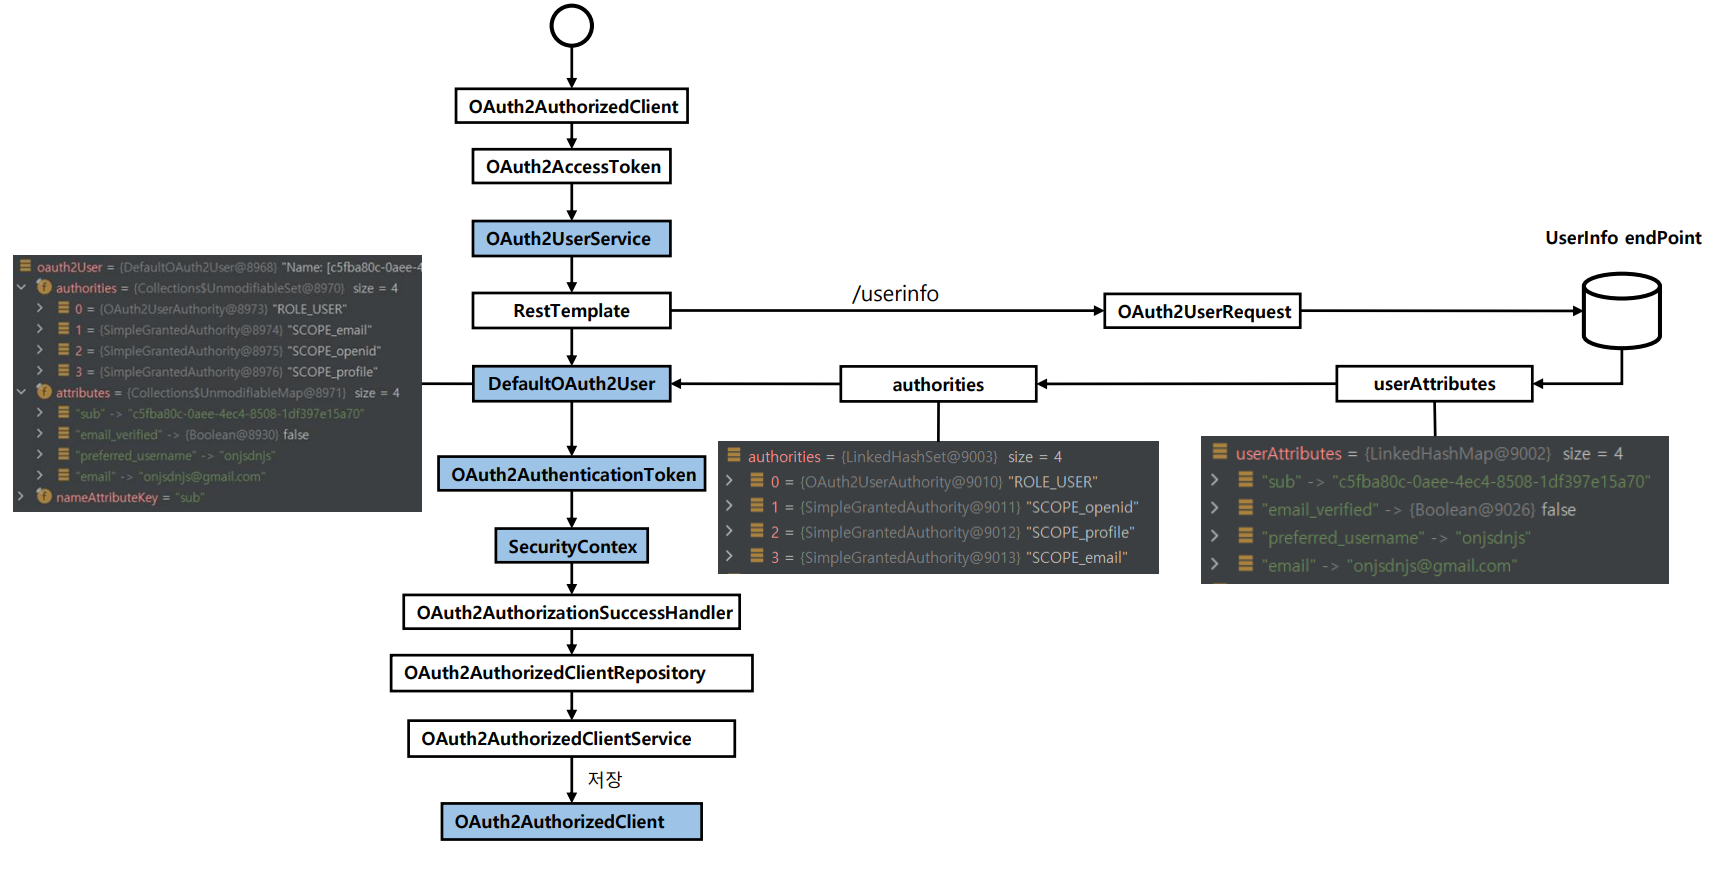 OAuth2AuthorizedClient
OAuth2AccessToken
OAuth2UserService
RestTemplate
/userinfo
OAuth2UserRequest
UserInfo endPoint
userAttributes
authorities
DefaultOAuth2User
OAuth2AuthenticationToken
SecurityContex
OAuth2AuthorizationSuccessHandler
OAuth2AuthorizedClientRepository
OAuth2AuthorizedClientService
저장
OAuth2AuthorizedClient
oauth2User = {DefaultOAuth2User@8968} "Name: [c5fba80c-0aee-4
f authorities = {Collections$UnmodifiableSet@8970} size = 4
0 = {OAuth2UserAuthority@8973} "ROLE_USER"
1 = {SimpleGrantedAuthority@8974} "SCOPE_email"
2 = {SimpleGrantedAuthority@8975} "SCOPE_openid"
3 = {SimpleGrantedAuthority@8976} "SCOPE_profile"
f attributes = {Collections$UnmodifiableMap@8971} size = 4
"sub" -> "c5fba80c-0aee-4ec4-8508-1df397e15a70"
"email_verified" -> {Boolean@8930} false
"preferred_username" -> "onjsdnjs"
"email" -> "onjsdnjs@gmail.com"
f nameAttributeKey = "sub"
authorities = {LinkedHashSet@9003} size = 4
0 = {OAuth2UserAuthority@9010} "ROLE_USER"
1 = {SimpleGrantedAuthority@9011} "SCOPE_openid"
2 = {SimpleGrantedAuthority@9012} "SCOPE_profile"
3 = {SimpleGrantedAuthority@9013} "SCOPE_email"
userAttributes = {LinkedHashMap@9002} size = 4
"sub" -> "c5fba80c-0aee-4ec4-8508-1df397e15a70"
"email_verified" -> {Boolean@9026} false
"preferred_username" -> "onjsdnjs"
"email" -> "onjsdnjs@gmail.com"